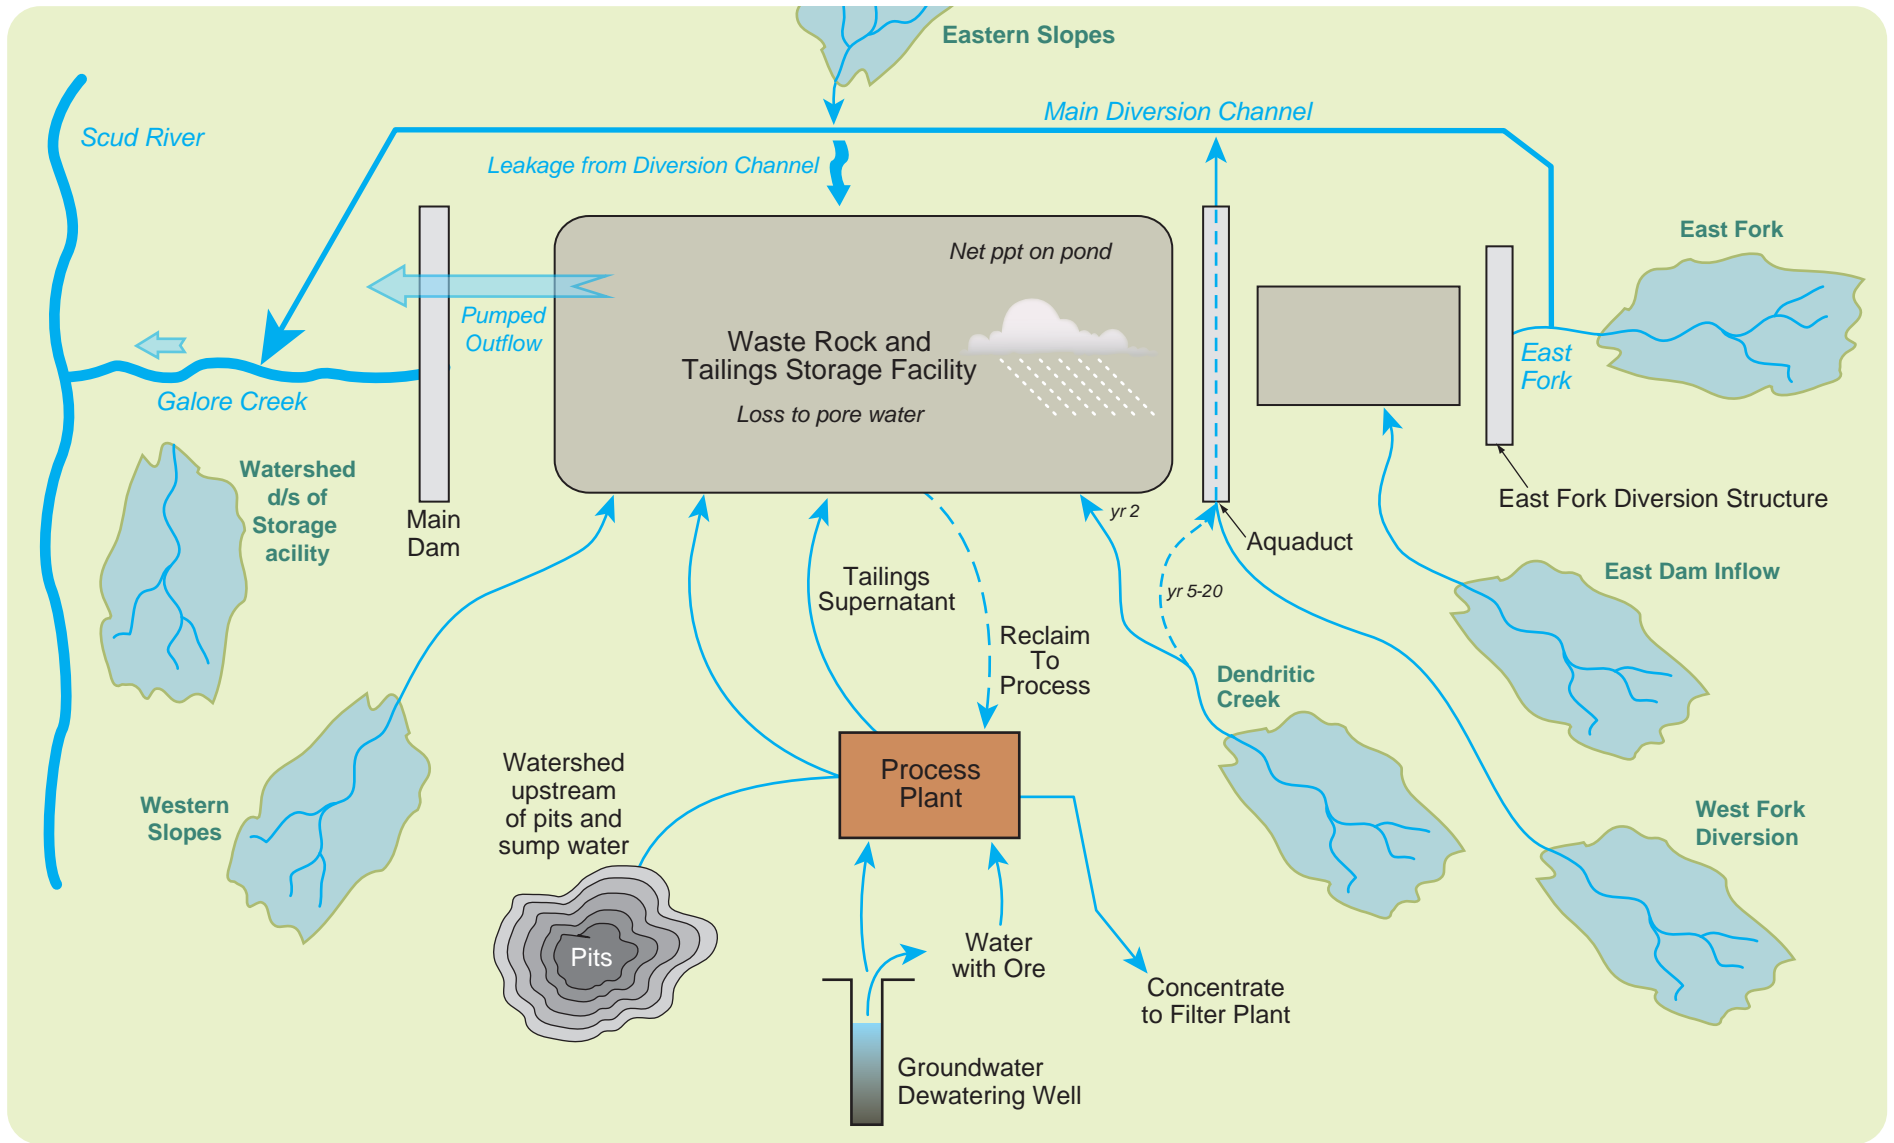 Eastern Slopes
Main Diversion Channel
Scud River
Leakage from Diversion Channel
East Fork
Net ppt on pond
Pumped
Outflow
Waste Rock and
Tailings Storage Facility
Loss to pore water
East
Fork
Galore Creek
Watershed
d/s of
Storage
acility
Main
Dam
yr 2
East Fork Diversion Structure
Aquaduct
Tailings
Supernatant
yr 5-20
East Dam Inflow
Reclaim
To
Process
Dendritic
Creek
Western
Slopes
Watershed
upstream
of pits and
sump water
Process
Plant
West Fork
Diversion
Pits
Water
with Ore
Concentrate
to Filter Plant
Groundwater
Dewatering Well